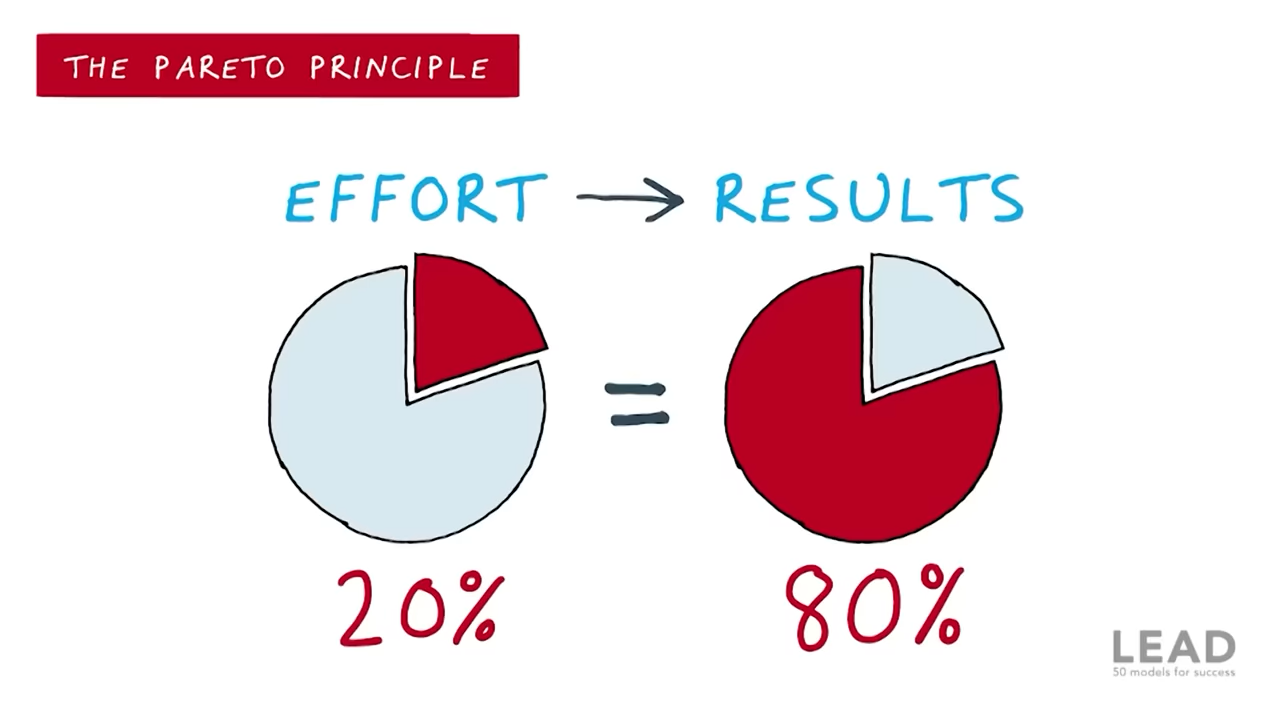 THE PARETO PRINCIPLE
EFFORT → RESULTS
=
20% 80%
LEAD
50 models for success